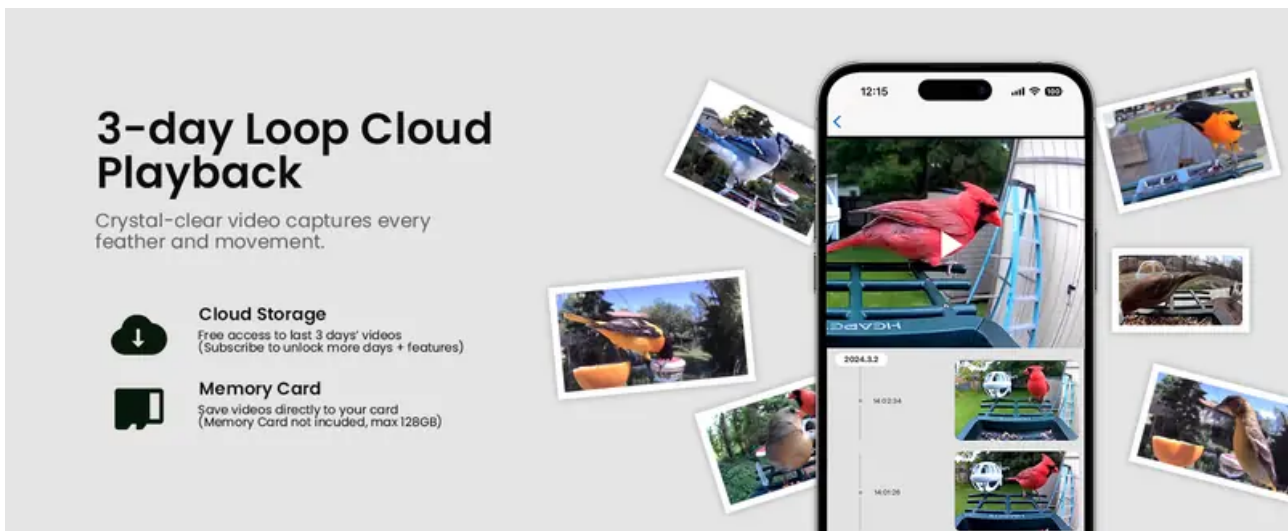 3-day Loop Cloud
Playback
Crystal-clear video captures every
feather and movement.
Cloud Storage
Free access to last 3 days' videos
(Subscribe to unlock more days + features)
Memory Card
Save videos directly to your card
(Memory Card not included, max 128GB)
12:15
100
2024.3.2
14:02:34
14:01:26